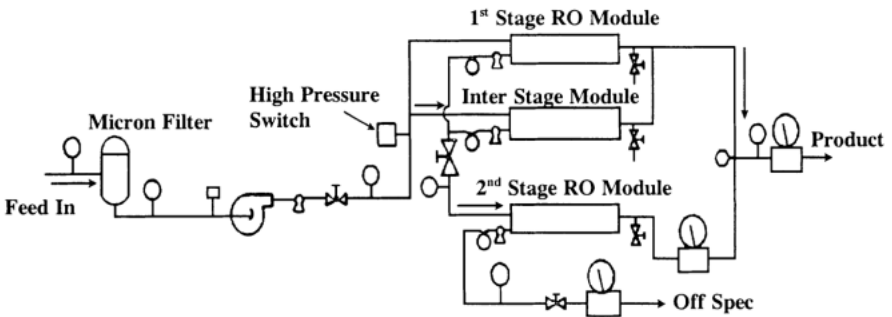 1st Stage RO Module
High Pressure
Switch
Inter Stage Module
Micron Filter
Product
Feed In
2nd Stage RO Module
Off Spec